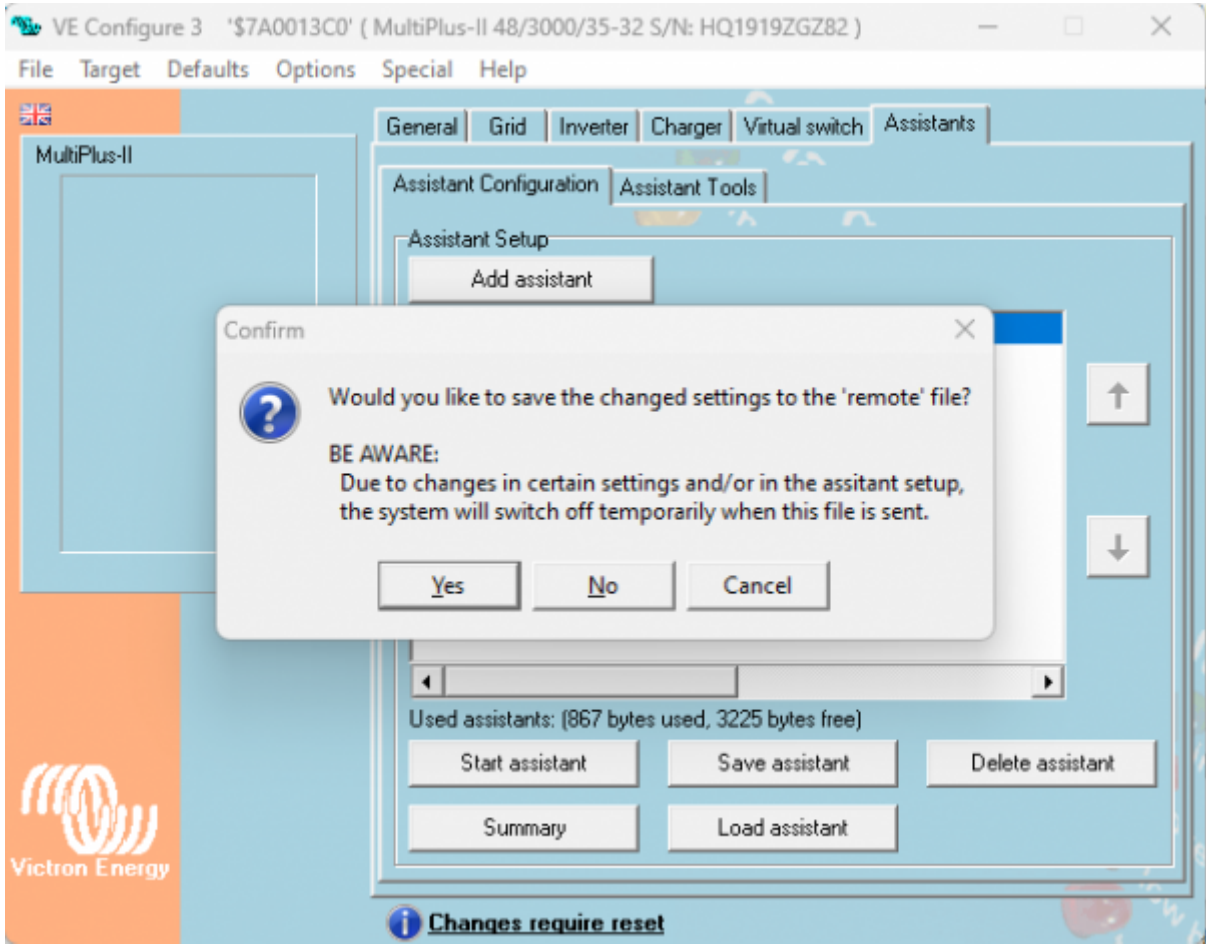 VE Configure 3 '$7A0013C0' ( MultiPlus-II 48/3000/35-32 S/N: HQ1919ZGZ82 )
File Target Defaults Options Special Help
General Grid Inverter Charger Virtual switch Assistants
MultiPlus-II
Assistant Configuration Assistant Tools
Assistant Setup
Add assistant
Confirm
Would you like to save the changed settings to the 'remote' file?
BE AWARE:
Due to changes in certain settings and/or in the assitant setup,
the system will switch off temporarily when this file is sent.
Yes No Cancel
Used assistants: (867 bytes used, 3225 bytes free)
Start assistant Save assistant Delete assistant
Summary Load assistant
Victron Energy
Changes require reset